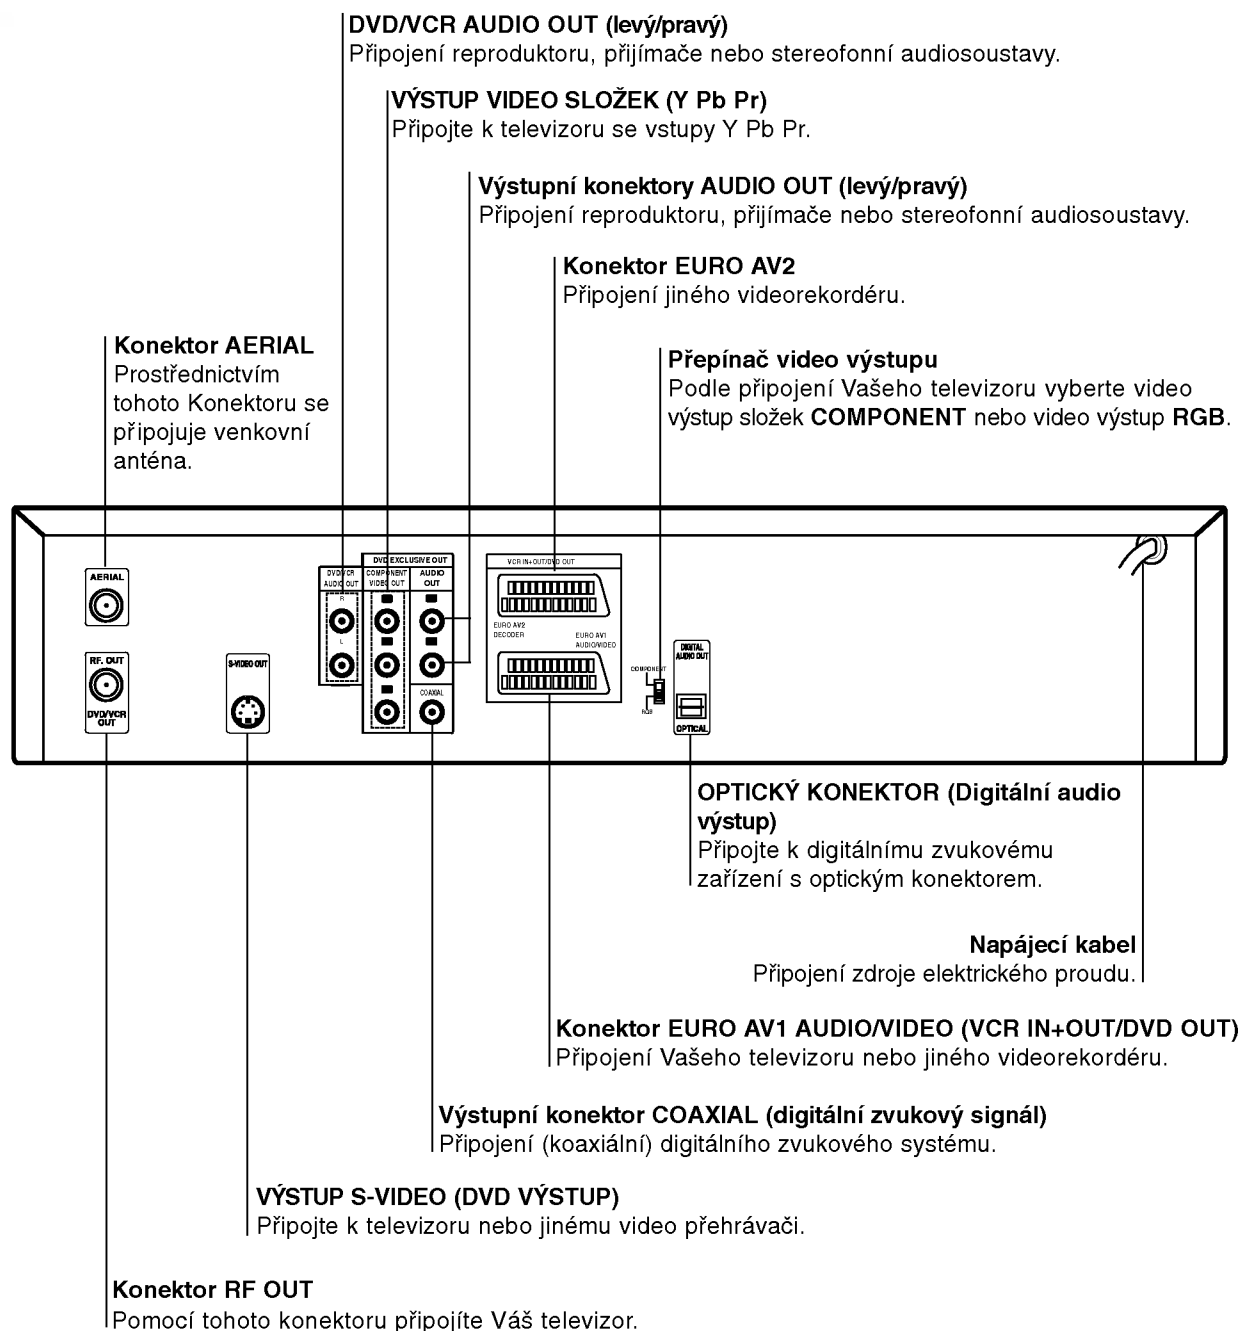 DVD/VCR AUDIO OUT (levý/pravý)
Připojení reproduktoru, přijímače nebo stereofonní audiosoustavy.
VÝSTUP VIDEO SLOŽEK (Y Pb Pr)
Připojte k televizoru se vstupy Y Pb Pr.
Výstupní konektory AUDIO OUT (levý/pravý)
Připojení reproduktoru, přijímače nebo stereofonní audiosoustavy.
Konektor EURO AV2
Připojení jiného videorekordéru.
Konektor AERIAL
Prostřednictvím
tohoto Konektoru se
připojuje venkovní
anténa.
Přepínač video výstupu
Podle připojení Vašeho televizoru vyberte video
výstup složek COMPONENT nebo video výstup RGB.
AERIAL
RF. OUT
DVD/VCR
OUT
S-VIDEO OUT
DVD EXCLUSIVE OUT
DVD/VCR
AUDIO OUT
COMPONENT
VIDEO OUT
AUDIO
OUT
R
L
COAXIAL
VCR IN+OUT/DVD OUT
EURO AV2
DECODER
EURO AV1
AUDIO/VIDEO
COMPONENT
RGB
DIGITAL
AUDIO OUT
OPTICAL
OPTICKÝ KONEKTOR (Digitální audio
výstup)
Připojte k digitálnímu zvukovému
zařízení s optickým konektorem.
Napájecí kabel
Připojení zdroje elektrického proudu.
Konektor EURO AV1 AUDIO/VIDEO (VCR IN+OUT/DVD OUT)
Připojení Vašeho televizoru nebo jiného videorekordéru.
Výstupní konektor COAXIAL (digitální zvukový signál)
Připojení (koaxiální) digitálního zvukového systému.
VÝSTUP S-VIDEO (DVD VÝSTUP)
Připojte k televizoru nebo jinému video přehrávači.
Konektor RF OUT
Pomocí tohoto konektoru připojíte Váš televizor.